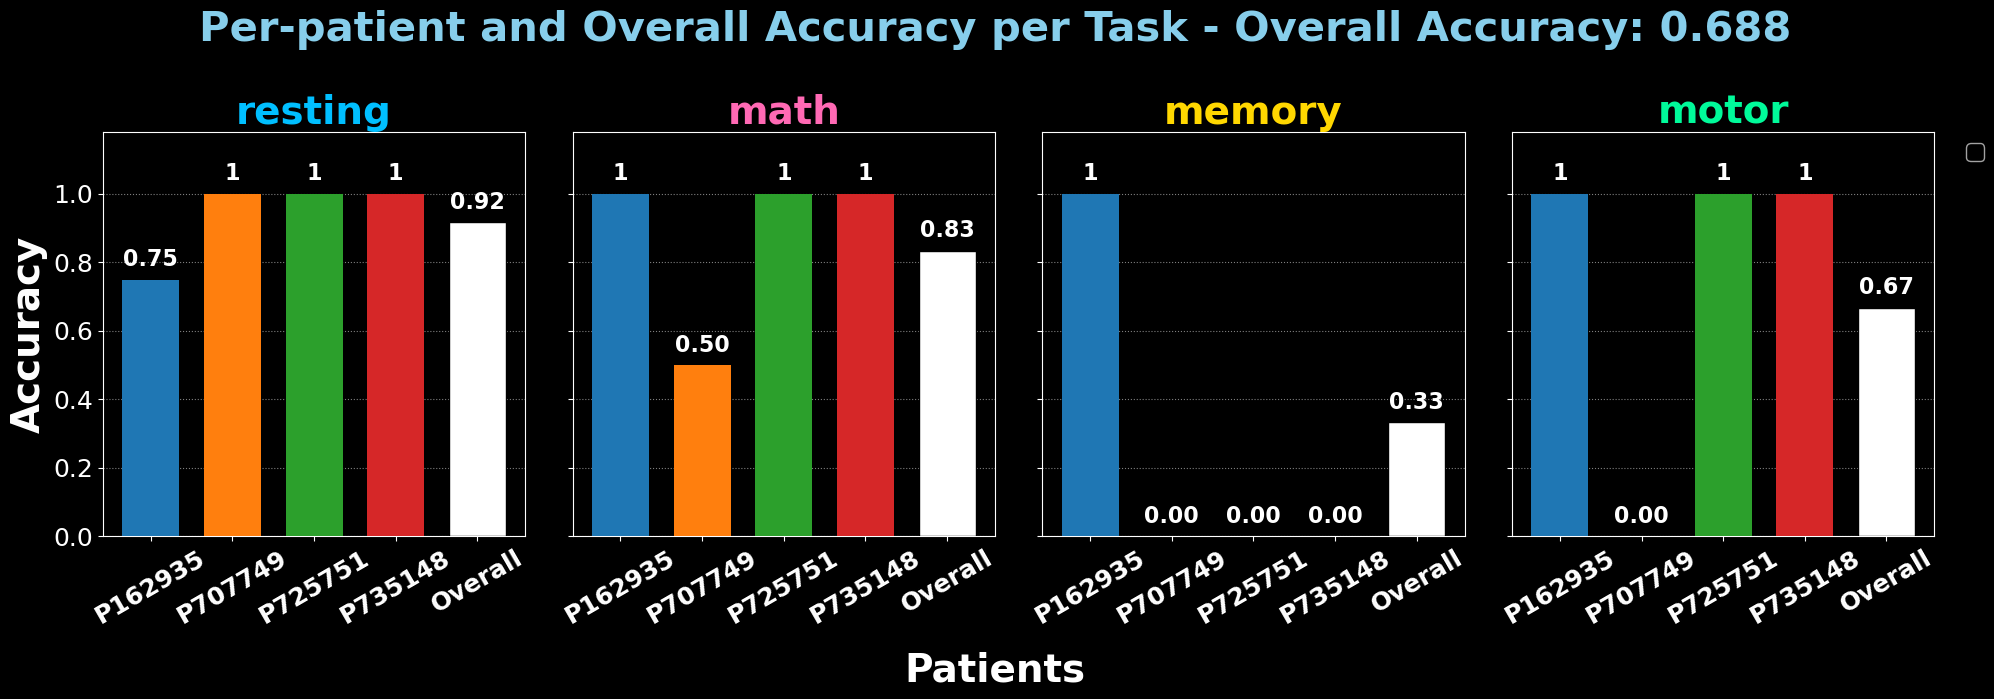 Per-patient and Overall Accuracy per Task - Overall Accuracy: 0.688
resting
math
memory
motor
Accuracy
1.0
0.8
0.6
0.4
0.2
0.0
0.75
1
1
1
0.92
P162935
P707749
P725751
P735148
Overall
1
0.50
1
1
0.83
P162935
P707749
P725751
P735148
Overall
1
0.00
0.00
0.00
0.33
P162935
P707749
P725751
P735148
Overall
1
0.00
1
1
0.67
P162935
P707749
P725751
P735148
Overall
Patients